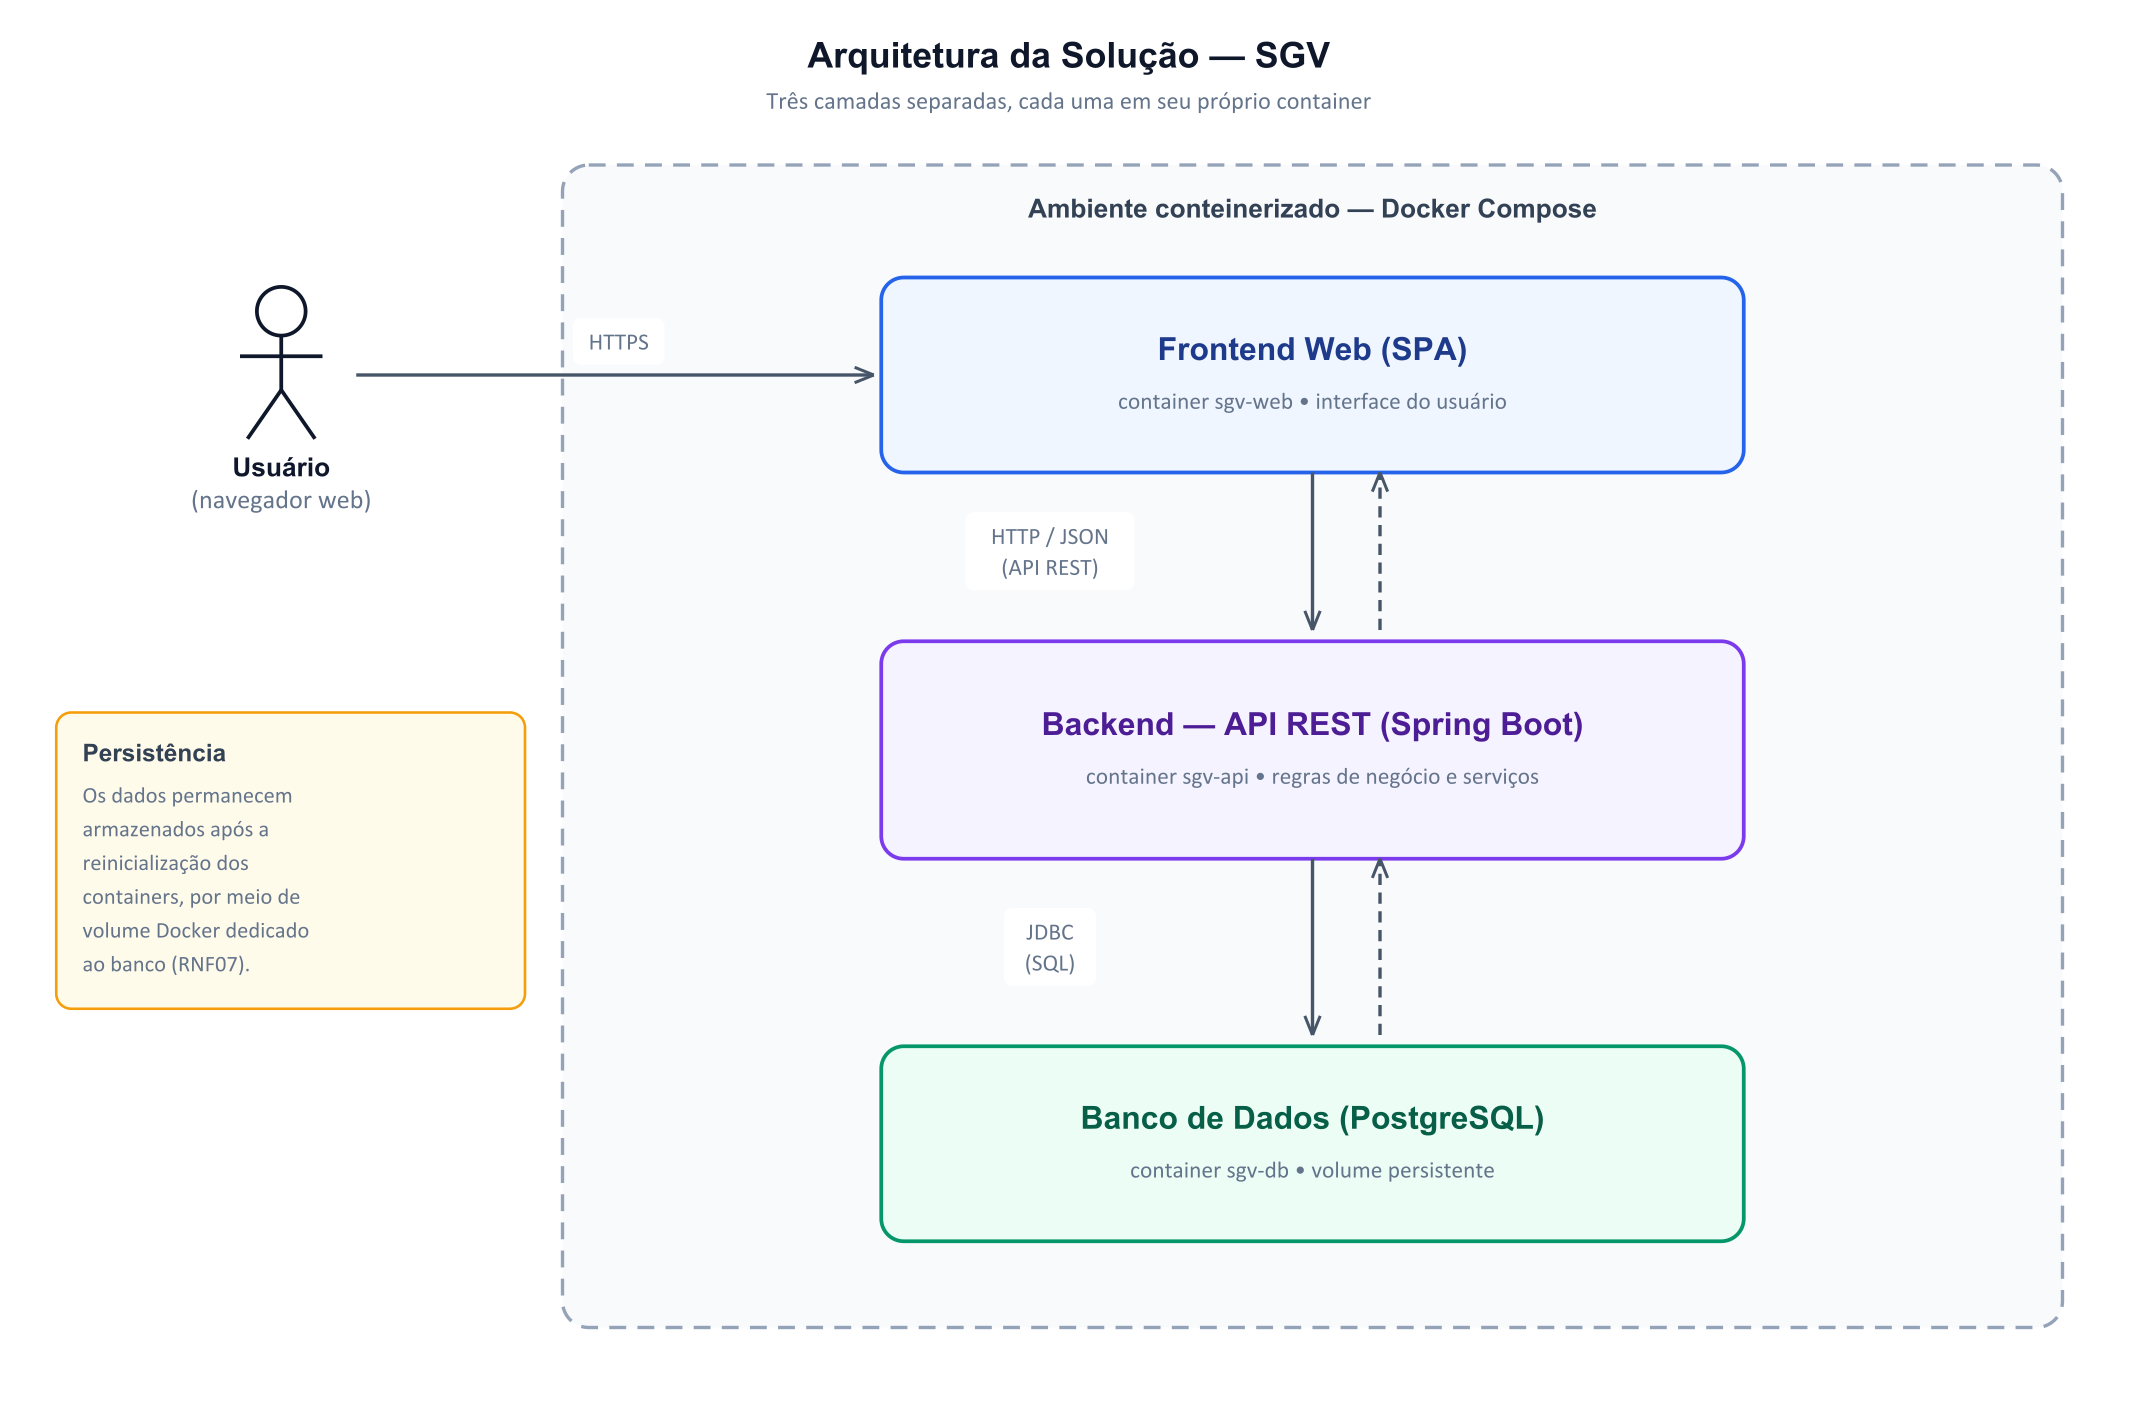 Arquitetura da Solução — SGV
Três camadas separadas, cada uma em seu próprio container
Ambiente conteinerizado — Docker Compose
HTTPS
Frontend Web (SPA)
container sgv-web • interface do usuário
Usuário
(navegador web)
HTTP / JSON
(API REST)
Backend — API REST (Spring Boot)
container sgv-api • regras de negócio e serviços
Persistência
Os dados permanecem
armazenados após a
reinicialização dos
containers, por meio de
volume Docker dedicado
ao banco (RNF07).
JDBC
(SQL)
Banco de Dados (PostgreSQL)
container sgv-db • volume persistente